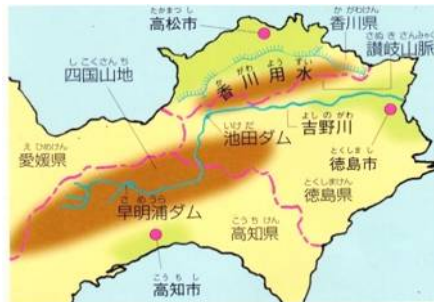 たかまつし
高松市
かがわけん
香川県
さぬきさんみゃく
讃岐山脈
しこくさんち
四国山地
かがわようすい
香川用水
いけだ
池田ダム
よしのがわ
吉野川
えひめけん
愛媛県
とくしまし
徳島市
とくしまけん
徳島県
さめうら
早明浦ダム
こうちけん
高知県
こうちし
高知市